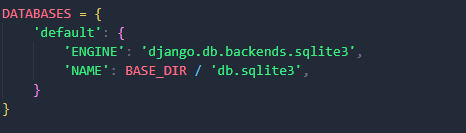 DATABASES = {
    'default': {
        'ENGINE': 'django.db.backends.sqlite3',
        'NAME': BASE_DIR / 'db.sqlite3',
    }
}